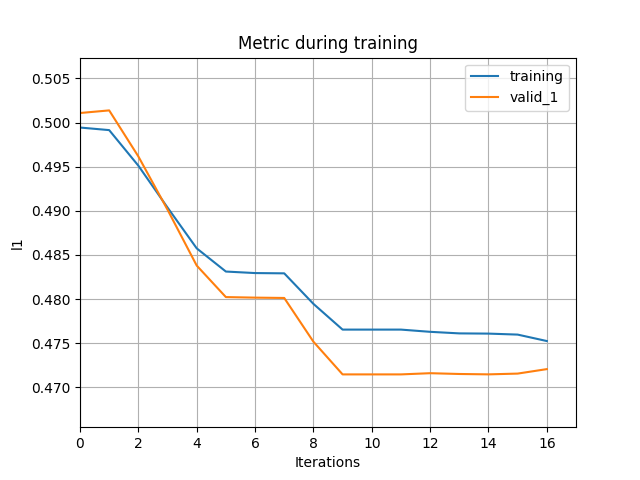 Metric during training
0.505
0.500
0.495
0.490
0.485
0.480
0.475
0.470
l1
training
valid_1
0 2 4 6 8 10 12 14 16
Iterations